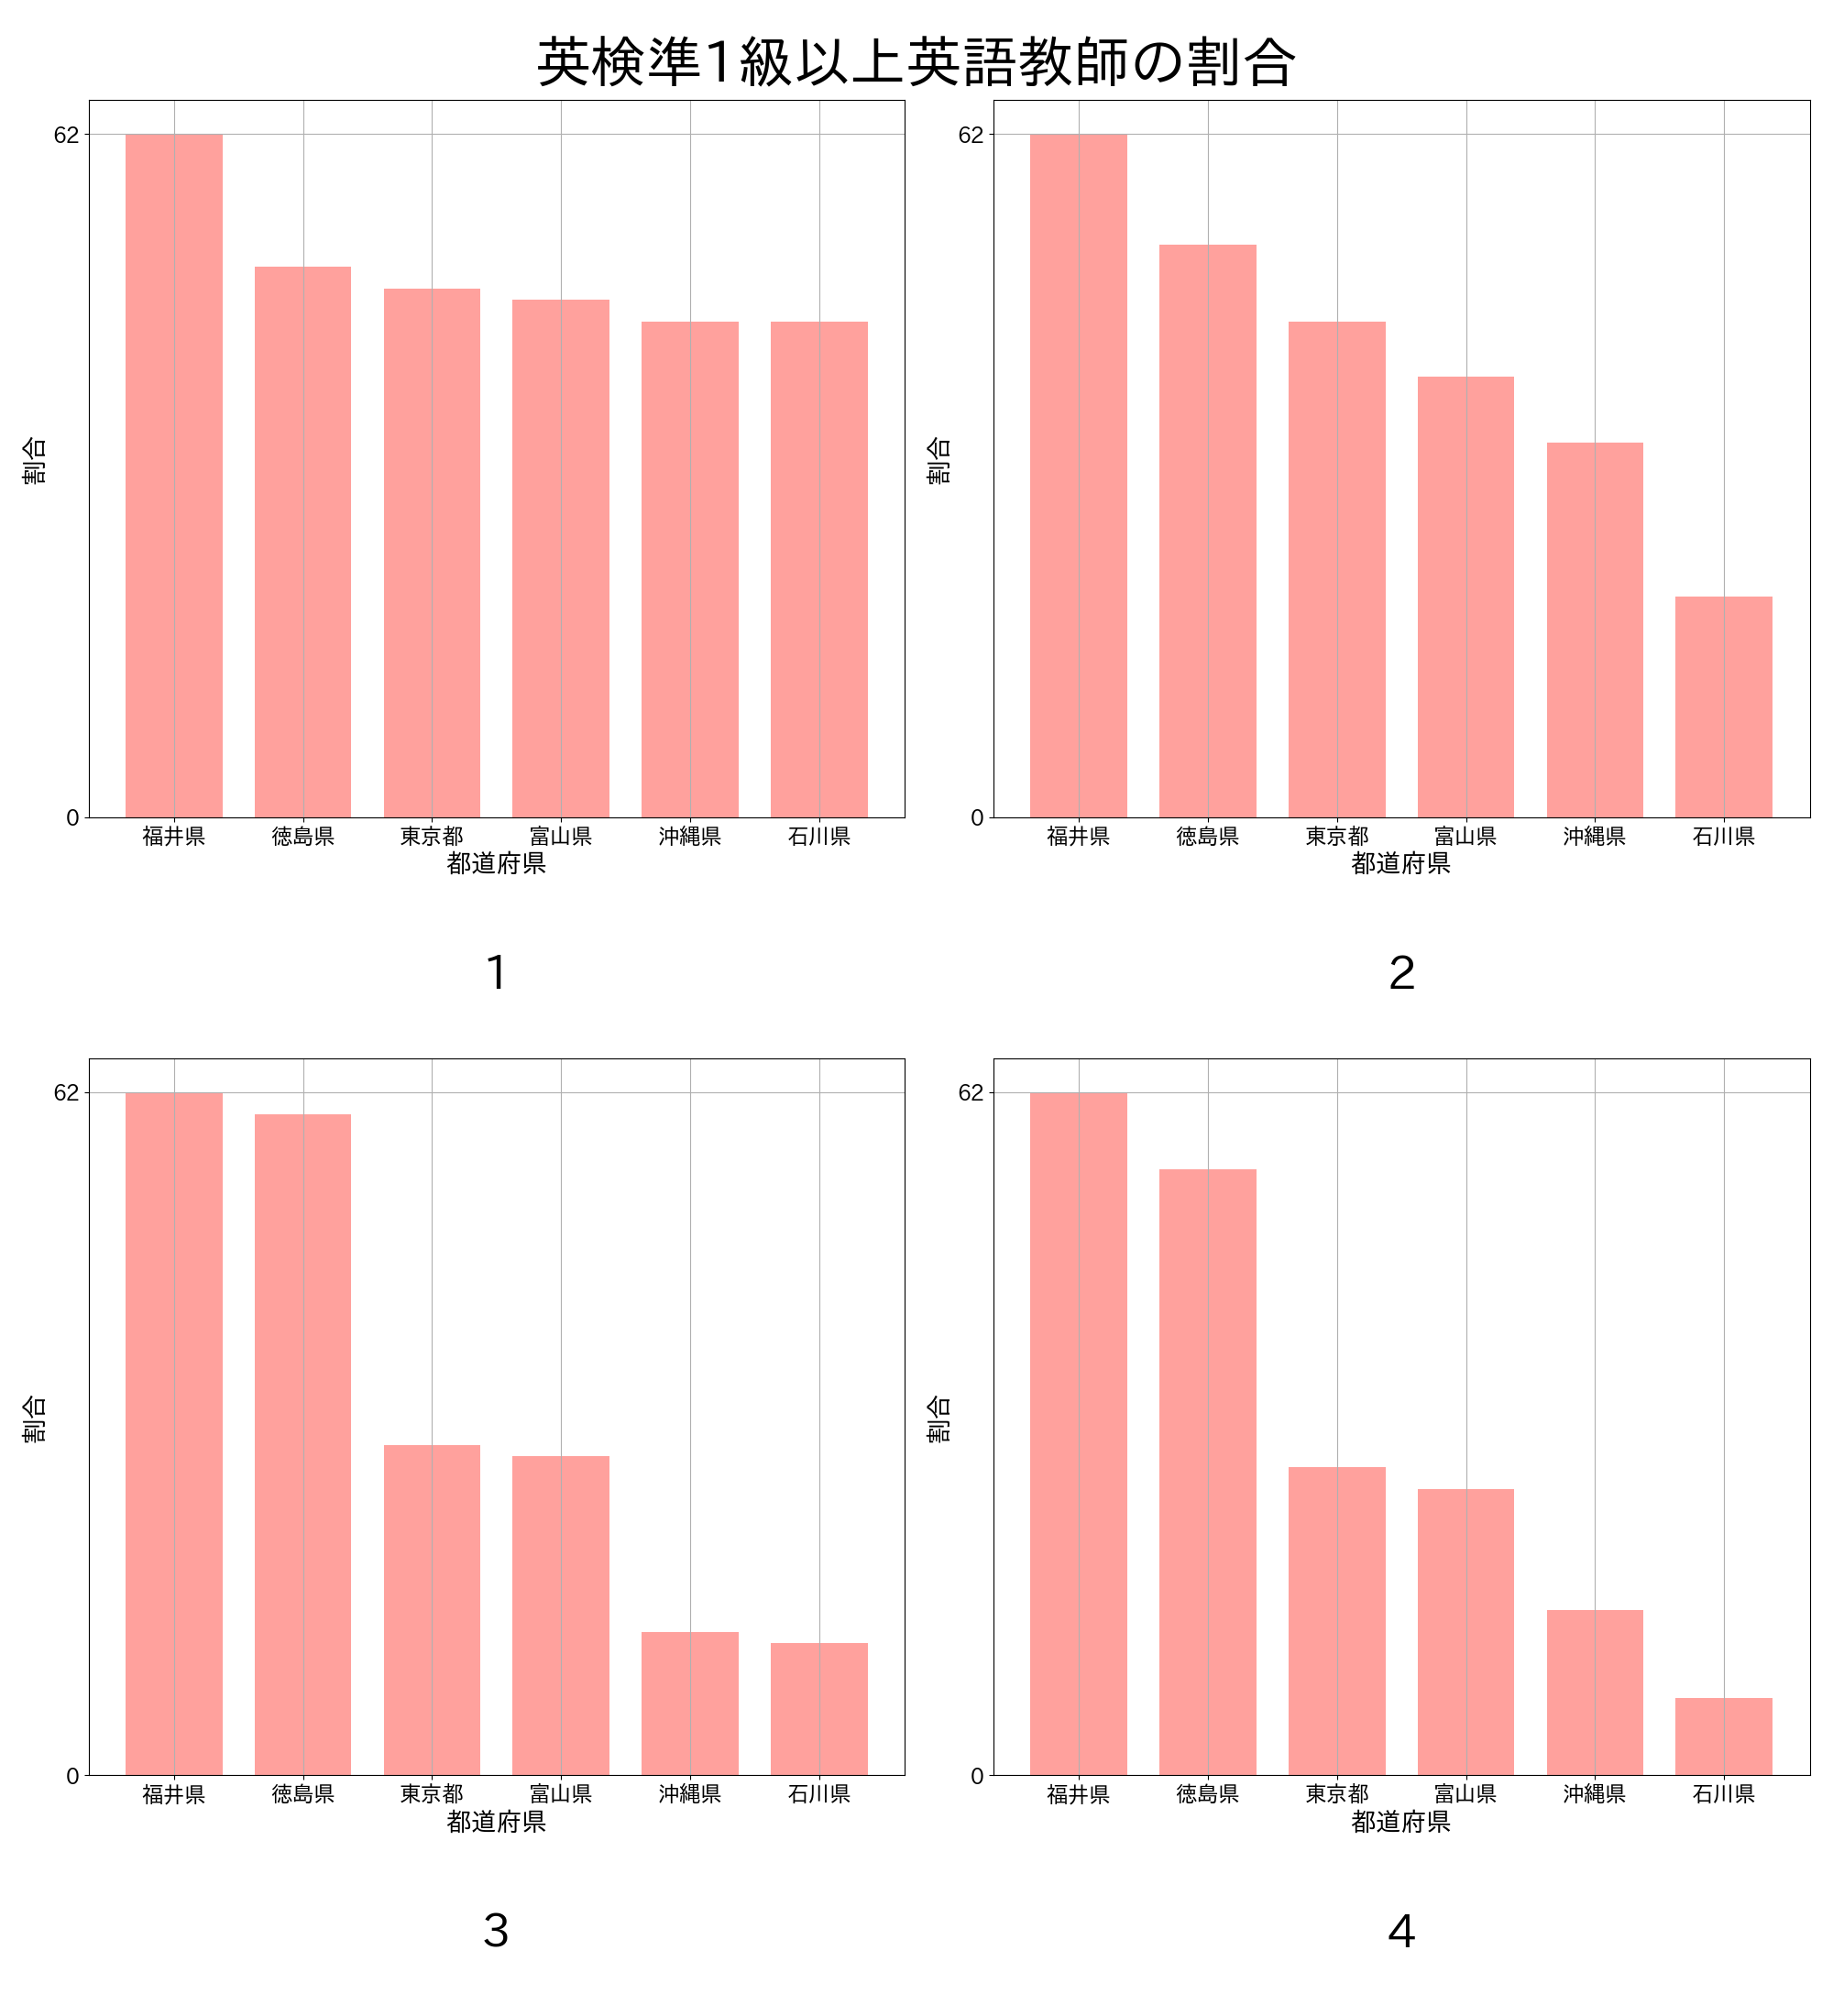 英検準1級以上英語教師の割合
62
0
割合
福井県 徳島県 東京都 富山県 沖縄県 石川県
都道府県
1
62
0
割合
福井県 徳島県 東京都 富山県 沖縄県 石川県
都道府県
2
62
0
割合
福井県 徳島県 東京都 富山県 沖縄県 石川県
都道府県
3
62
0
割合
福井県 徳島県 東京都 富山県 沖縄県 石川県
都道府県
4